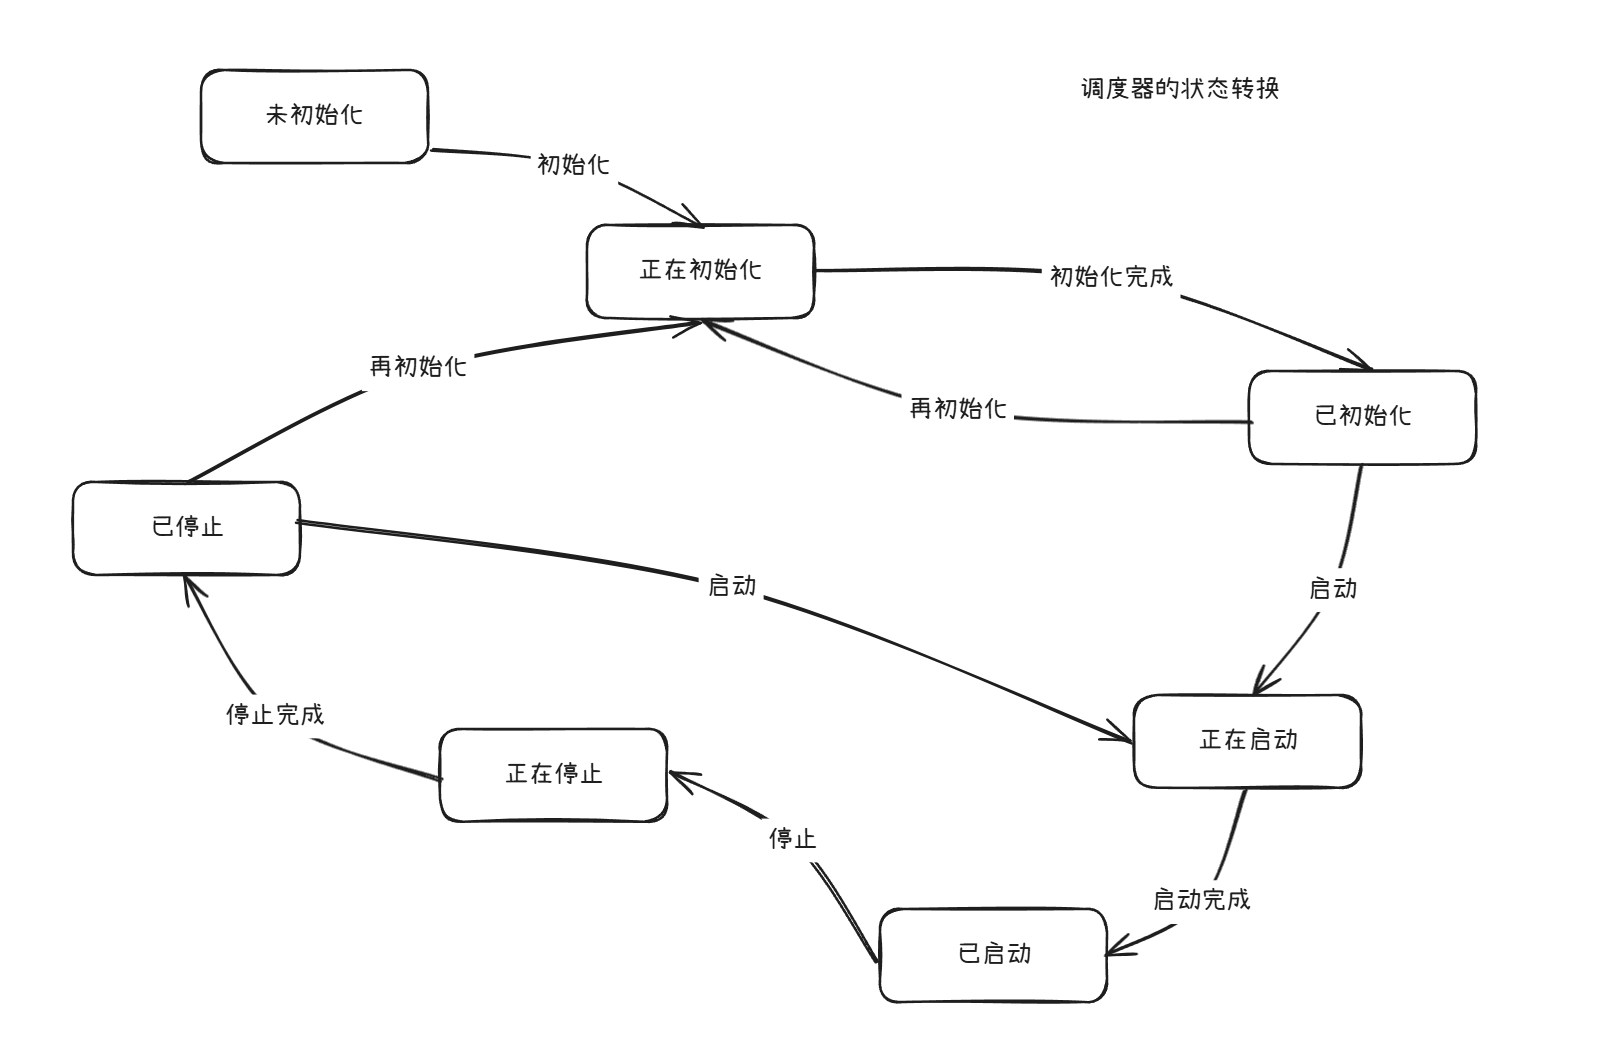 调度器的状态转换
未初始化
初始化
正在初始化
初始化完成
再初始化
再初始化
已初始化
已停止
启动
启动
停止完成
正在启动
正在停止
停止
启动完成
已启动